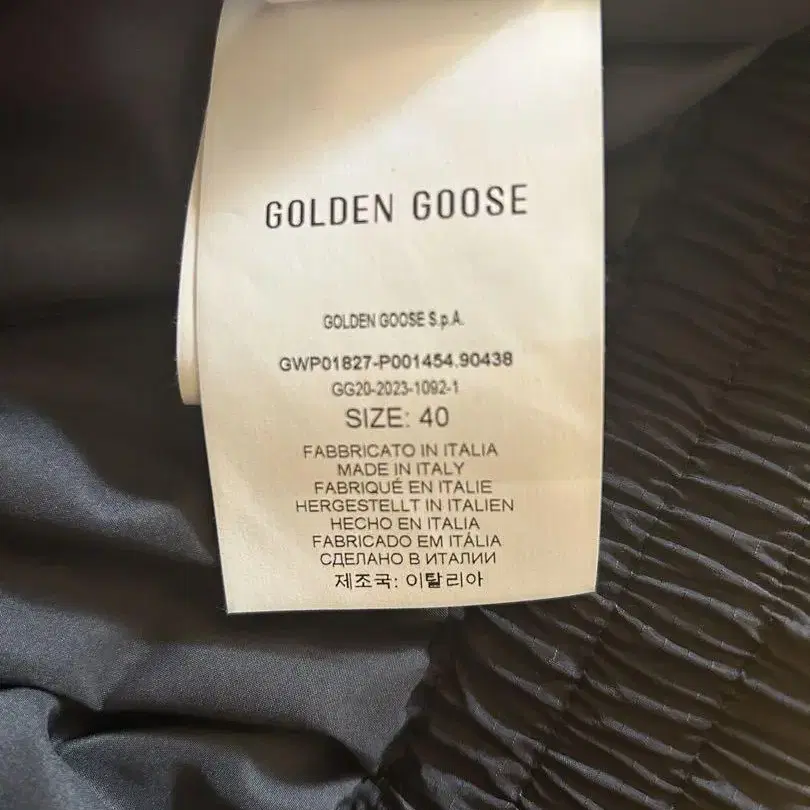 GOLDEN GOOSE
GOLDEN GOOSE S.p.A.
GWP01827-P001454.90438
GG20-2023-1092-1
SIZE: 40
FABBRICATO IN ITALIA
MADE IN ITALY
FABRIQUÉ EN ITALIE
HERGESTELLT IN ITALIEN
HECHO EN ITALIA
FABRICADO EM ITÁLIA
СДЕЛАНО В ИТАЛИИ
제조국: 이탈리아